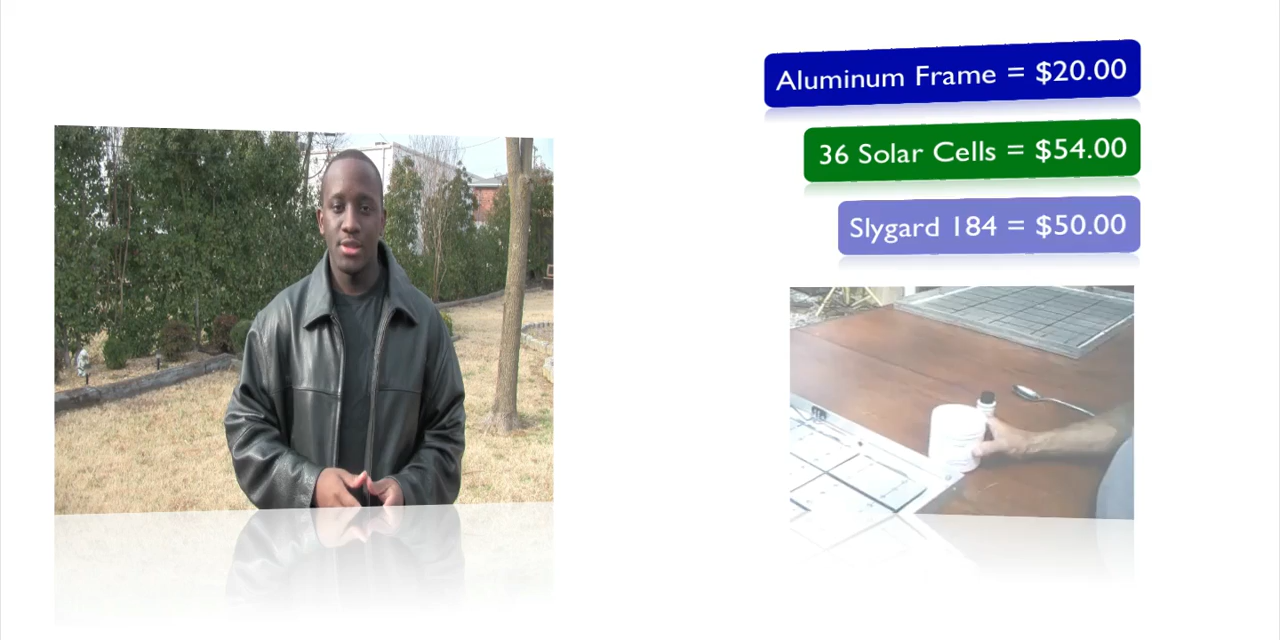 Aluminum Frame = $20.00
36 Solar Cells = $54.00
Slygard 184 = $50.00